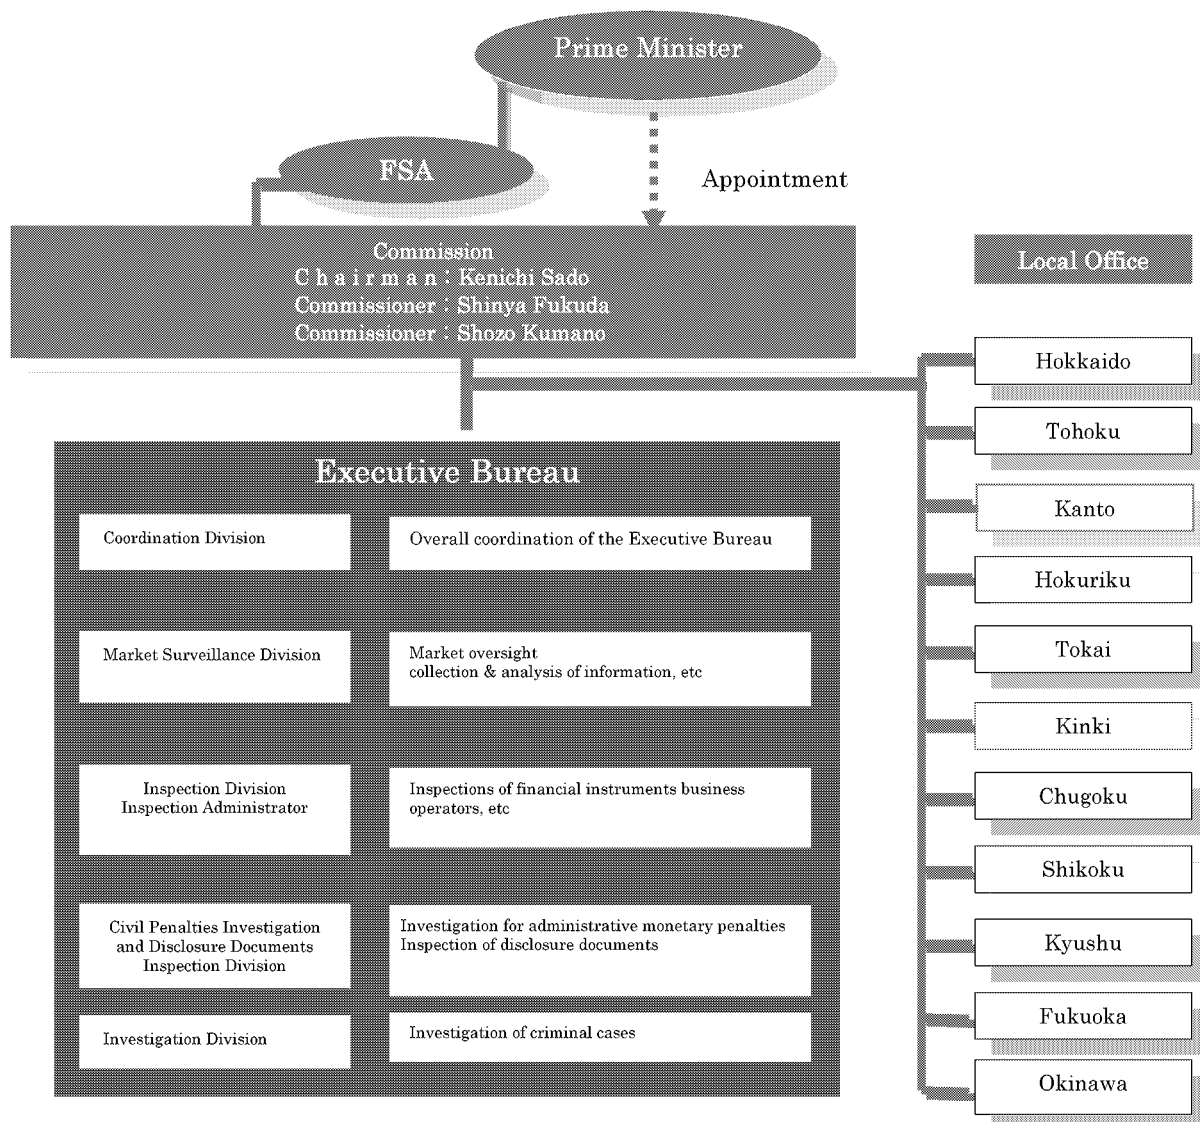 Prime Minister
FSA
Appointment
Commission
C h a i r m a n : Kenichi Sado
Commissioner : Shinya Fukuda
Commissioner : Shozo Kumano
Local Office
Hokkaido
Tohoku
Kanto
Hokuriku
Tokai
Kinki
Chugoku
Shikoku
Kyushu
Fukuoka
Okinawa
Executive Bureau
Coordination Division
Overall coordination of the Executive Bureau
Market Surveillance Division
Market oversight
collection & analysis of information, etc
Inspection Division
Inspection Administrator
Inspections of financial instruments business
operators, etc
Civil Penalties Investigation
and Disclosure Documents
Inspection Division
Investigation for administrative monetary penalties
Inspection of disclosure documents
Investigation Division
Investigation of criminal cases